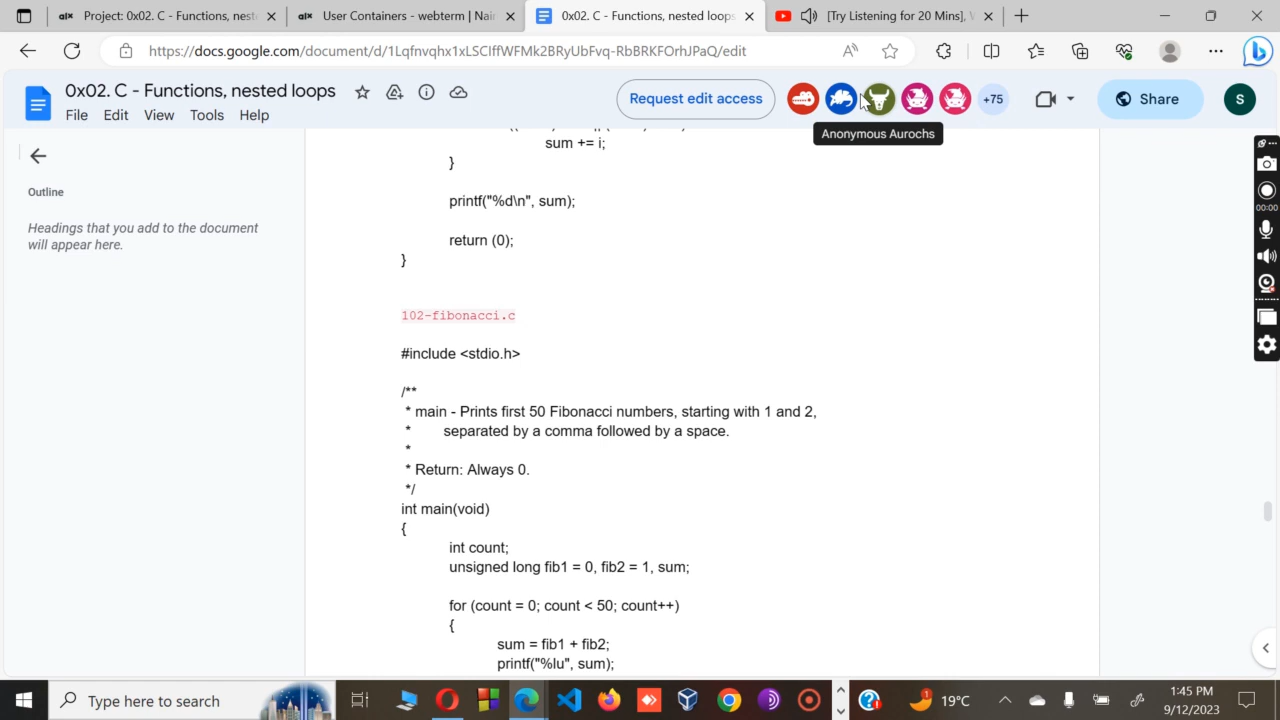 Project: 0x02. C - Functions, nes
User Containers - webterm | Nair
0x02. C - Functions, nested loops
[Try Listening for 20 Mins], \
https://docs.google.com/document/d/1Lqfnvqhx1xLSCIffWFMk2BRyUbFvq-RbBRKFOrhJPaQ/edit
0x02. C - Functions, nested loops
Request edit access
+75
Share
S
File Edit View Tools Help
Anonymous Aurochs
Outline
Headings that you add to the document
will appear here.
sum += i;
}
printf("%d\n", sum);
return (0);
}
102-fibonacci.c
#include <stdio.h>
/**
* main - Prints first 50 Fibonacci numbers, starting with 1 and 2,
* separated by a comma followed by a space.
*
* Return: Always 0.
*/
int main(void)
{
int count;
unsigned long fib1 = 0, fib2 = 1, sum;
for (count = 0; count < 50; count++)
{
sum = fib1 + fib2;
printf("%lu", sum);
00:00
Type here to search
1
19°C
1:45 PM
9/12/2023